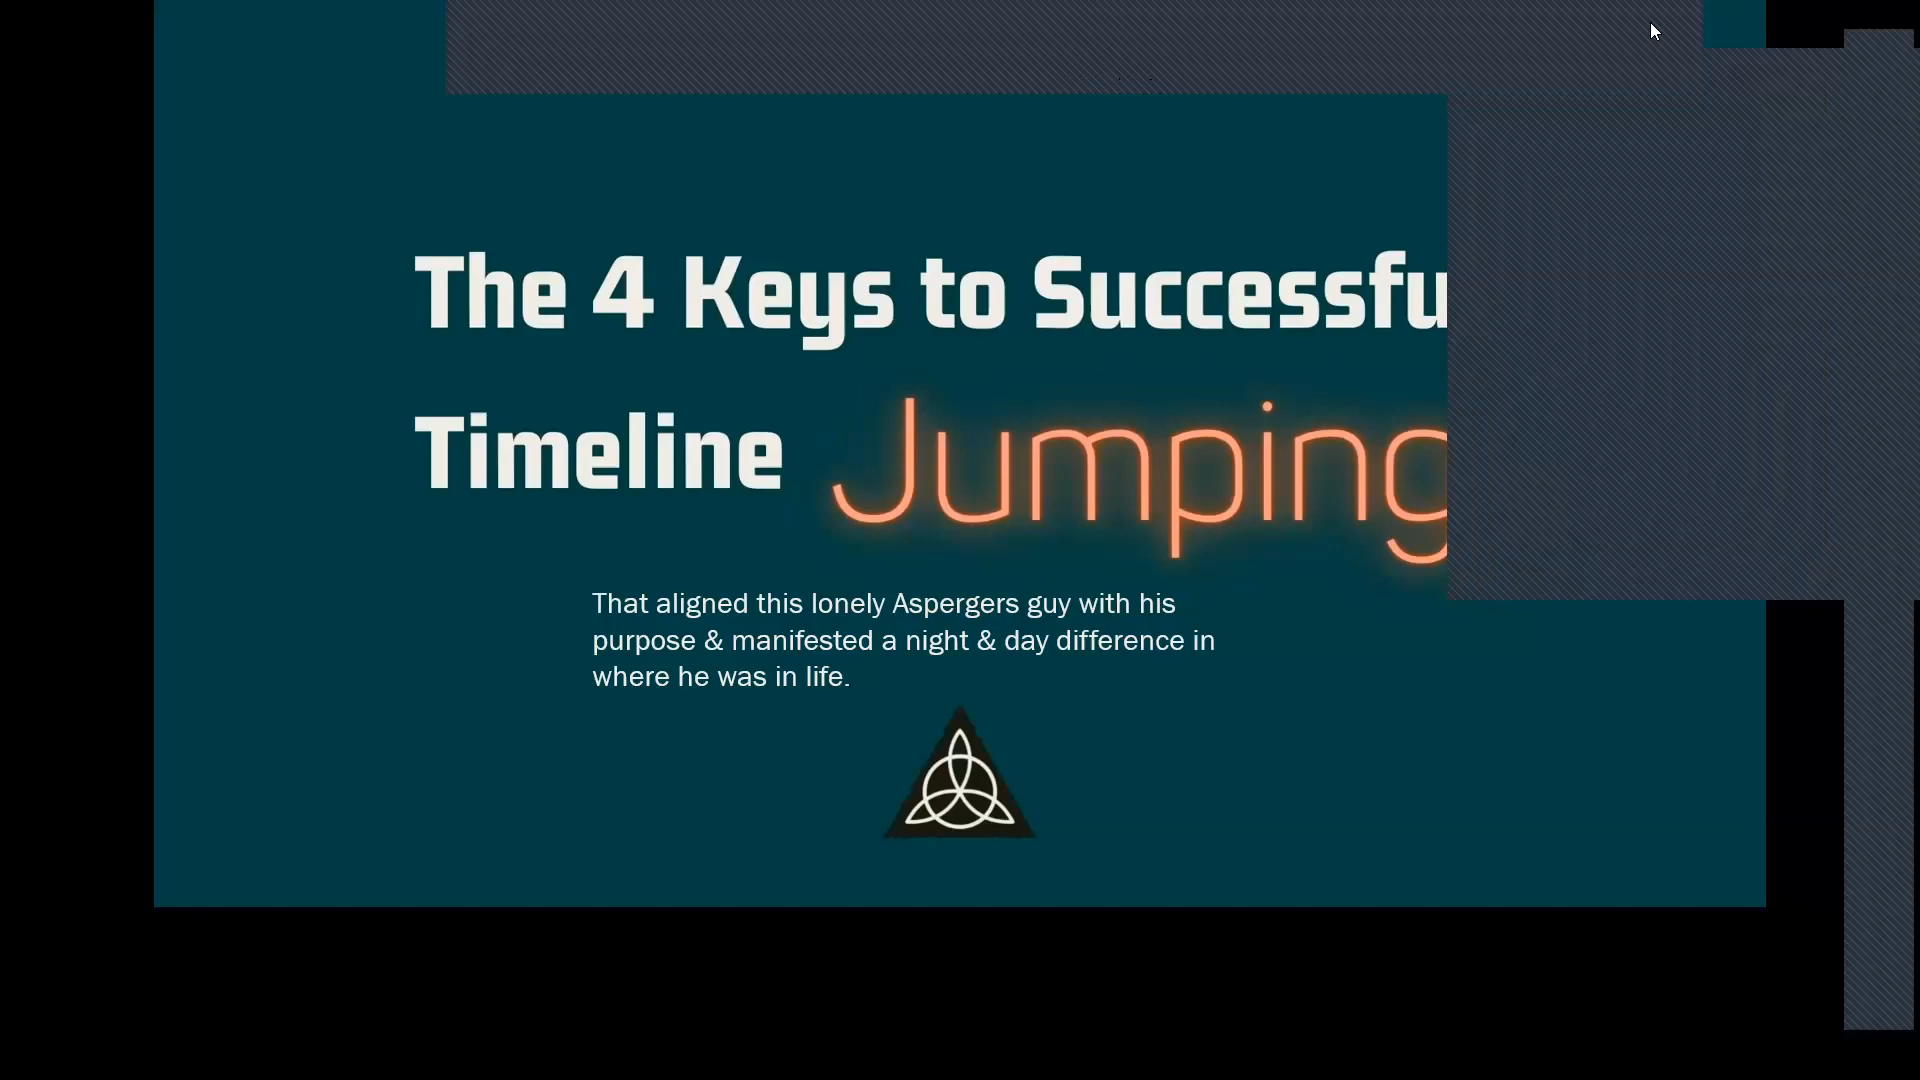 The 4 Keys to Successfu
Timeline Jumping
That aligned this lonely Aspergers guy with his
purpose & manifested a night & day difference in
where he was in life.